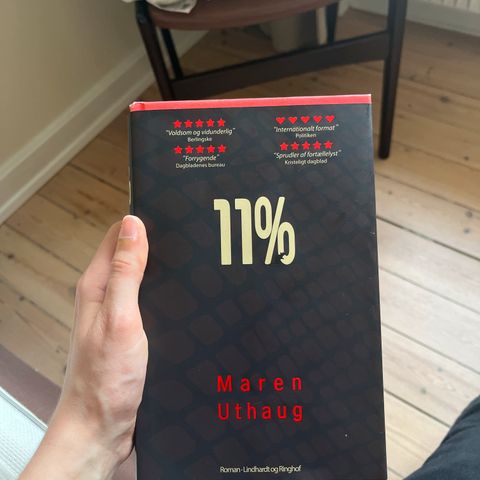 ★★★★★
"Voldsom og vidunderlig"
Berlingske
★★★★★
"Forrygende"
Dagbladenes bureau
♥♥♥♥♥
"Internationalt format"
Politiken
★★★★★
"Sprudler af fortællelyst"
Kristeligt dagblad
11%
Maren
Uthaug
Roman · Lindhardt og Ringhof